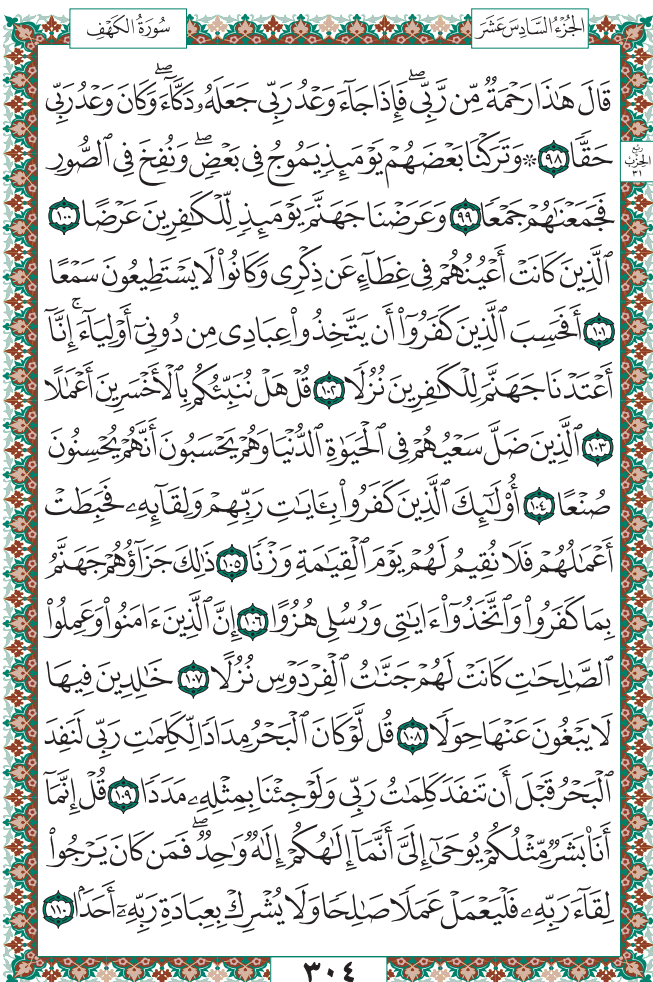 الجُزْءُ السَّادِسَ عَشَرَ
سُورَةُ الكَهْفِ
قَالَ هَٰذَا رَحْمَةٌ مِّن رَّبِّىۖ فَإِذَا جَآءَ وَعْدُ رَبِّى جَعَلَهُۥ دَكَّآءَۖ وَكَانَ وَعْدُ رَبِّى
حَقًّا ٩٨ ۞ وَتَرَكْنَا بَعْضَهُمْ يَوْمَئِذٍ يَمُوجُ فِى بَعْضٍۖ وَنُفِخَ فِى ٱلصُّورِ
فَجَمَعْنَٰهُمْ جَمْعًا ٩٩ وَعَرَضْنَا جَهَنَّمَ يَوْمَئِذٍ لِّلْكَٰفِرِينَ عَرْضًا ١٠٠
ٱلَّذِينَ كَانَتْ أَعْيُنُهُمْ فِى غِطَآءٍ عَن ذِكْرِى وَكَانُوا۟ لَا يَسْتَطِيعُونَ سَمْعًا
١٠١ أَفَحَسِبَ ٱلَّذِينَ كَفَرُوٓا۟ أَن يَتَّخِذُوا۟ عِبَادِى مِن دُونِىٓ أَوْلِيَآءَۚ إِنَّآ
أَعْتَدْنَا جَهَنَّمَ لِلْكَٰفِرِينَ نُزُلًا ١٠٢ قُلْ هَلْ نُنَبِّئُكُم بِٱلْأَخْسَرِينَ أَعْمَٰلًا
١٠٣ ٱلَّذِينَ ضَلَّ سَعْيُهُمْ فِى ٱلْحَيَوٰةِ ٱلدُّنْيَا وَهُمْ يَحْسَبُونَ أَنَّهُمْ يُحْسِنُونَ
صُنْعًا ١٠٤ أُو۟لَٰٓئِكَ ٱلَّذِينَ كَفَرُوا۟ بِـَٔايَٰتِ رَبِّهِمْ وَلِقَآئِهِۦ فَحَبِطَتْ
أَعْمَٰلُهُمْ فَلَا نُقِيمُ لَهُمْ يَوْمَ ٱلْقِيَٰمَةِ وَزْنًا ١٠٥ ذَٰلِكَ جَزَآؤُهُمْ جَهَنَّمُ
بِمَا كَفَرُوا۟ وَٱتَّخَذُوٓا۟ ءَايَٰتِى وَرُسُلِى هُزُوًا ١٠٦ إِنَّ ٱلَّذِينَ ءَامَنُوا۟ وَعَمِلُوا۟
ٱلصَّٰلِحَٰتِ كَانَتْ لَهُمْ جَنَّٰتُ ٱلْفِرْدَوْسِ نُزُلًا ١٠٧ خَٰلِدِينَ فِيهَا
لَا يَبْغُونَ عَنْهَا حِوَلًا ١٠٨ قُل لَّوْ كَانَ ٱلْبَحْرُ مِدَادًا لِّكَلِمَٰتِ رَبِّى لَنَفِدَ
ٱلْبَحْرُ قَبْلَ أَن تَنفَدَ كَلِمَٰتُ رَبِّى وَلَوْ جِئْنَا بِمِثْلِهِۦ مَدَدًا ١٠٩ قُلْ إِنَّمَآ
أَنَا۠ بَشَرٌ مِّثْلُكُمْ يُوحَىٰٓ إِلَىَّ أَنَّمَآ إِلَٰهُكُمْ إِلَٰهٌ وَٰحِدٌۖ فَمَن كَانَ يَرْجُوا۟
لِقَآءَ رَبِّهِۦ فَلْيَعْمَلْ عَمَلًا صَٰلِحًا وَلَا يُشْرِكْ بِعِبَادَةِ رَبِّهِۦٓ أَحَدًۢا ١١٠
رُبْع
الحِزْب
٣١
٣٠٤